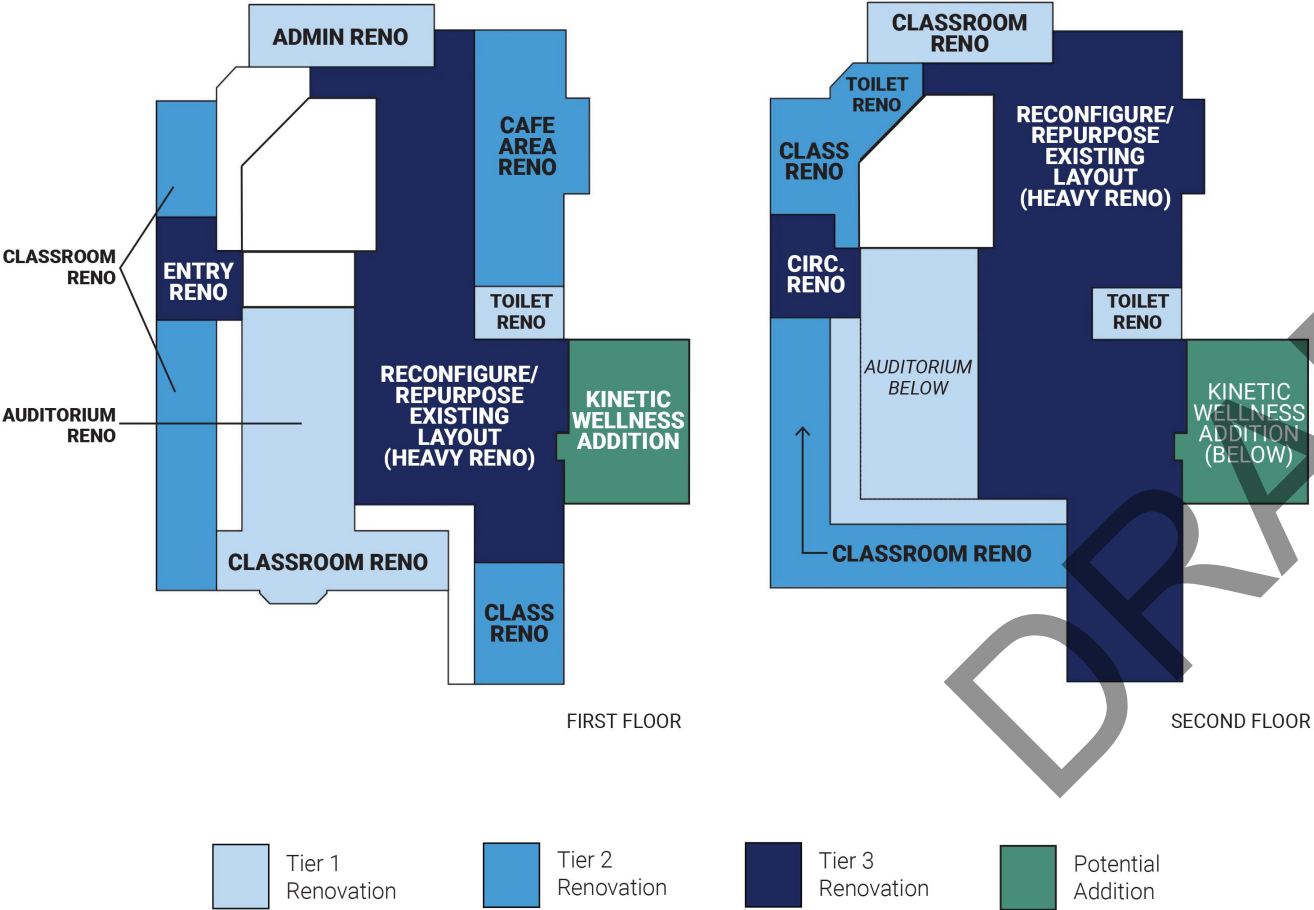 ADMIN RENO
CAFE
AREA
RENO
CLASSROOM
RENO
ENTRY
RENO
TOILET
RENO
AUDITORIUM
RENO
RECONFIGURE/
REPURPOSE
EXISTING
LAYOUT
(HEAVY RENO)
KINETIC
WELLNESS
ADDITION
CLASSROOM RENO
CLASS
RENO
FIRST FLOOR
CLASSROOM
RENO
TOILET
RENO
CLASS
RENO
RECONFIGURE/
REPURPOSE
EXISTING
LAYOUT
(HEAVY RENO)
CIRC.
RENO
TOILET
RENO
AUDITORIUM
BELOW
KINETIC
WELLNESS
ADDITION
(BELOW)
CLASSROOM RENO
SECOND FLOOR
Tier 1
Renovation
Tier 2
Renovation
Tier 3
Renovation
Potential
Addition